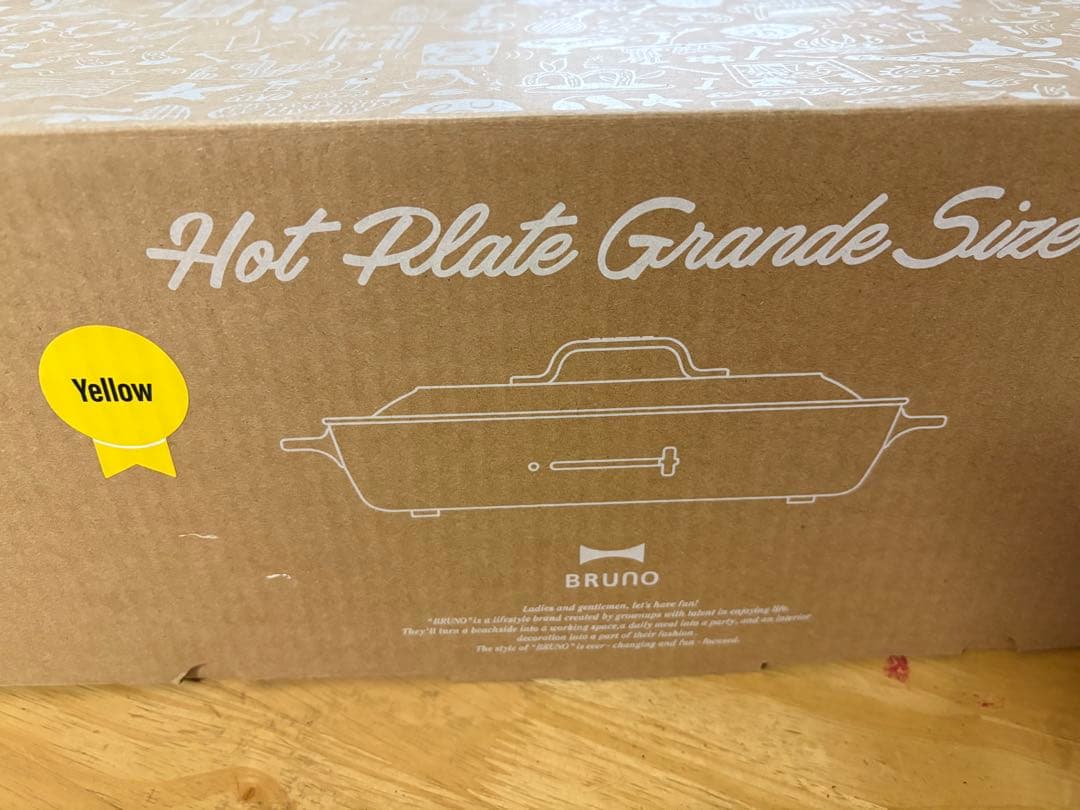 Hot Plate Grande Size
Yellow
BRUNO
Ladies and gentlemen, let's have fun!
"BRUNO" is a lifestyle brand created by grownups with talent in enjoying life.
They'll turn a beachside into a working space, a daily meal into a party, and an interior
decoration into a part of their fashion.
The style of "BRUNO" is ever - changing and fun - focused.